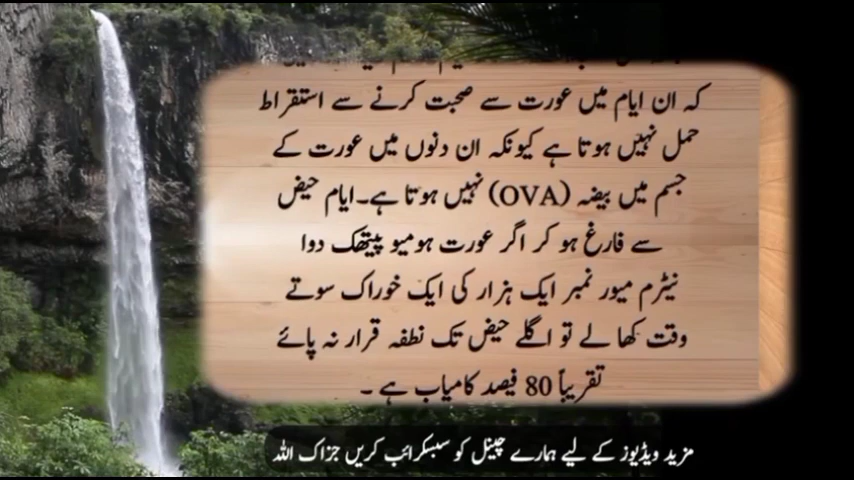 کہ ان ایام میں عورت سے صحبت کرنے سے استقراط
حمل نہیں ہوتا ہے کیونکہ ان دنوں میں عورت کے
جسم میں بیضہ (OVA) نہیں ہوتا ہے۔ ایام حیض
سے فارغ ہو کر اگر عورت ہومیو پیتھک دوا
نیٹرم میور نمبر ایک ہزار کی ایک خوراک سوتے
وقت کھا لے تو اگلے حیض تک نطفہ قرار نہ پائے
تقریباً 80 فیصد کامیاب ہے ۔
مزید ویڈیوز کے لیے ہمارے چینل کو سبسکرائب کریں جزاک اللہ